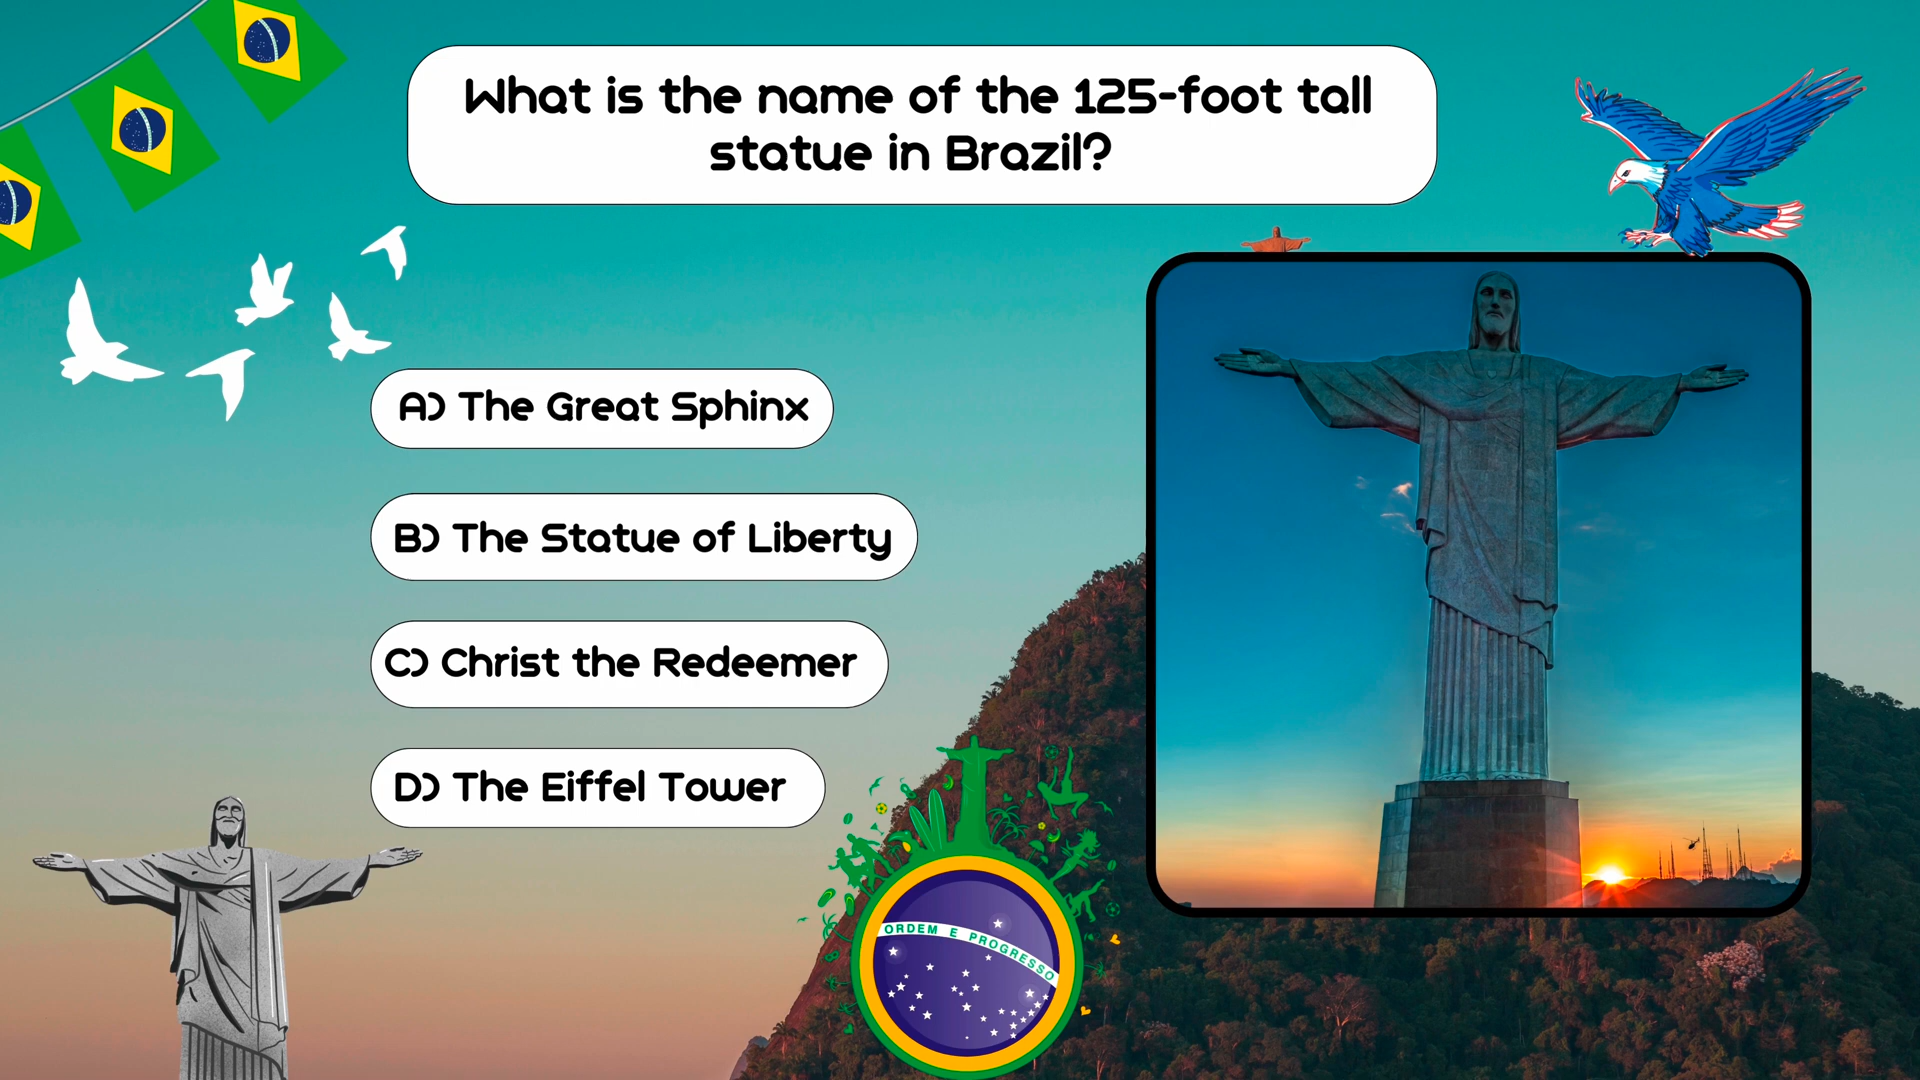 What is the name of the 125-foot tall
statue in Brazil?
A) The Great Sphinx
B) The Statue of Liberty
C) Christ the Redeemer
D) The Eiffel Tower
ORDEM E PROGRESSO